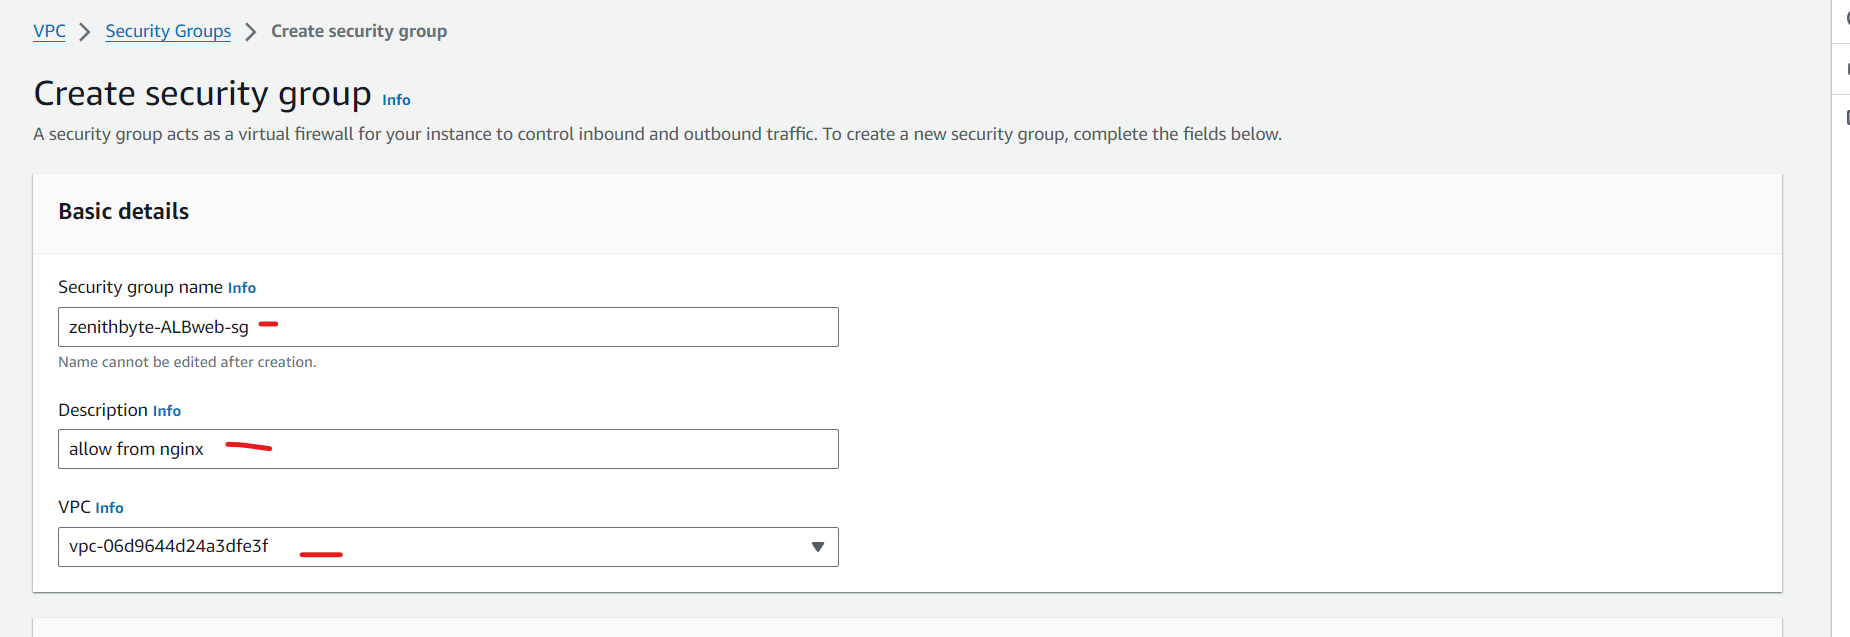 VPC > Security Groups > Create security group
Create security group Info
A security group acts as a virtual firewall for your instance to control inbound and outbound traffic. To create a new security group, complete the fields below.
Basic details
Security group name Info
zenithbyte-ALBweb-sg
Name cannot be edited after creation.
Description Info
allow from nginx
VPC Info
vpc-06d9644d24a3dfe3f